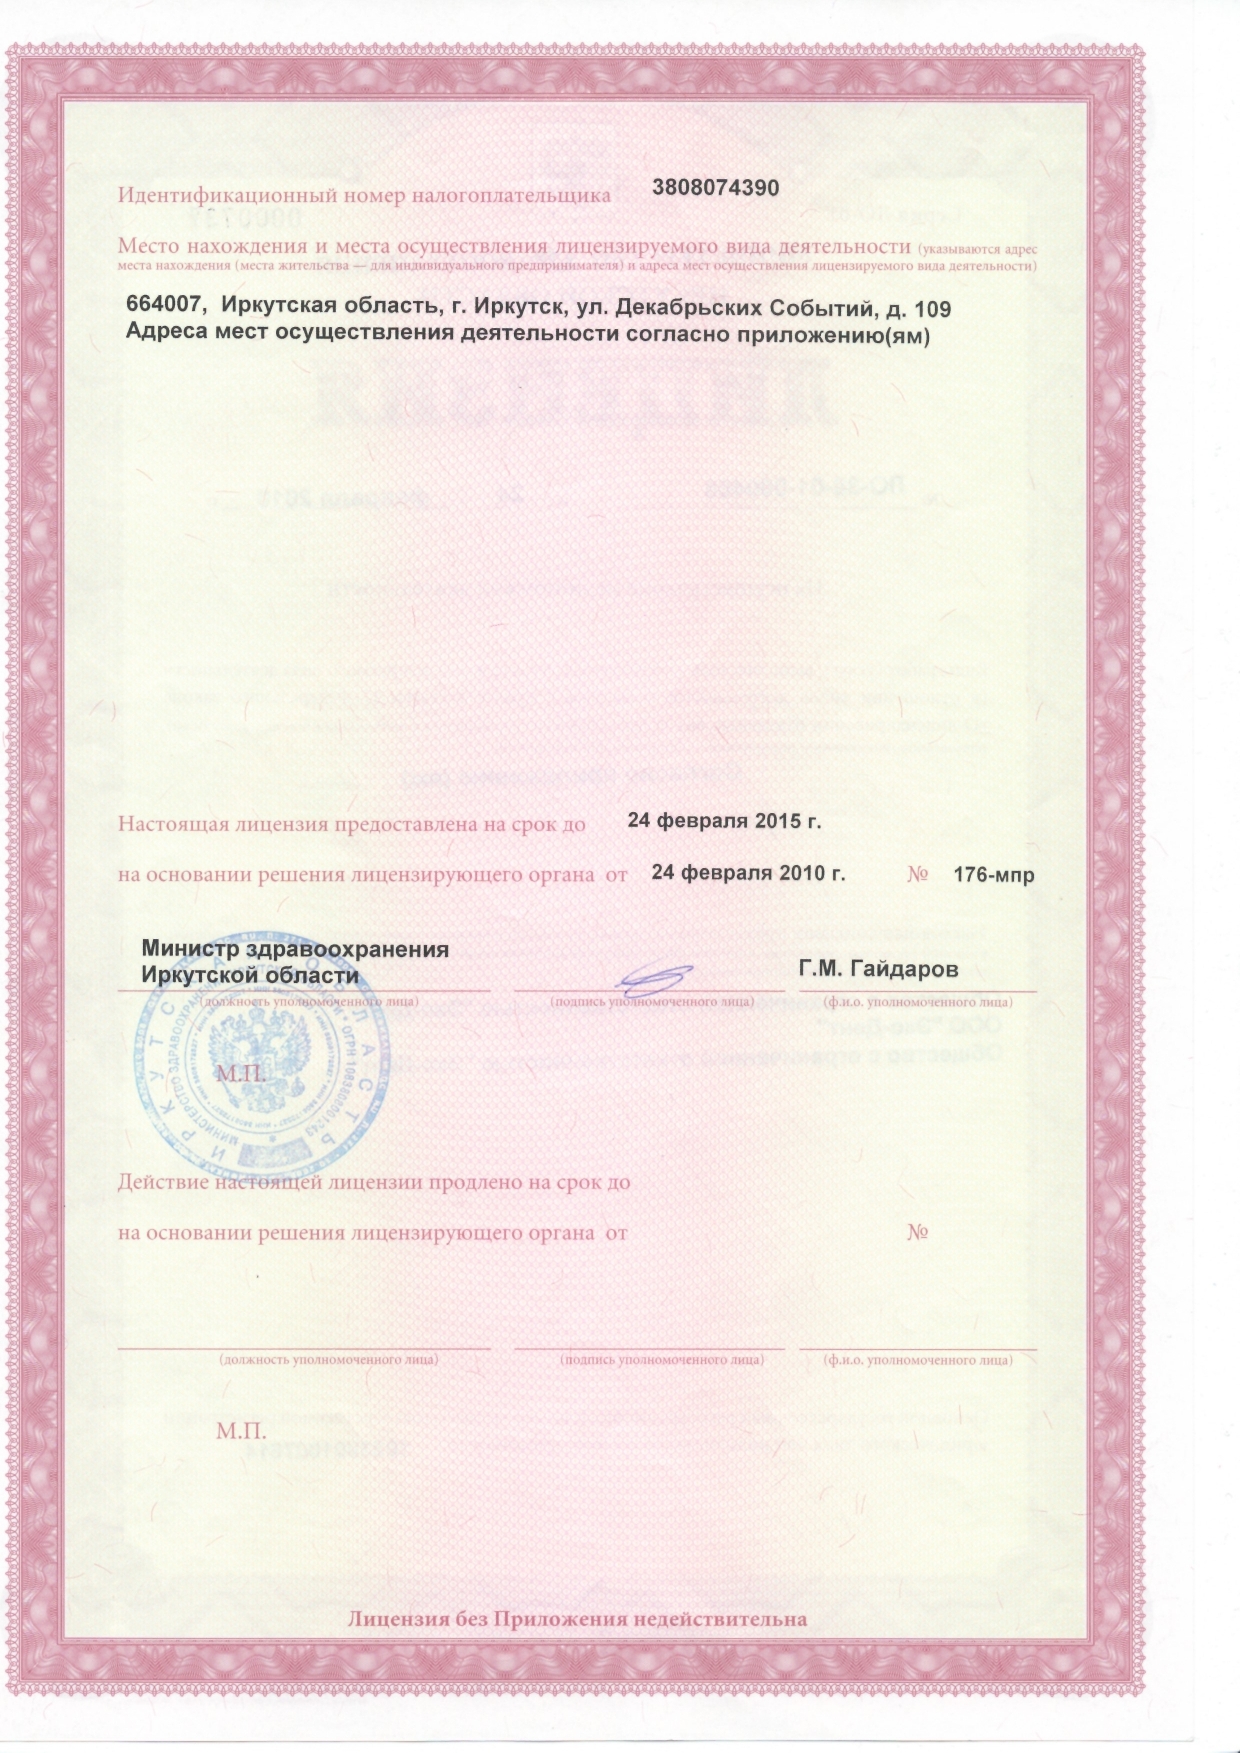 Идентификационный номер налогоплательщика 3808074390
Место нахождения и места осуществления лицензируемого вида деятельности (указываются адрес
места нахождения (места жительства — для индивидуального предпринимателя) и адреса мест осуществления лицензируемого вида деятельности)
664007, Иркутская область, г. Иркутск, ул. Декабрьских Событий, д. 109
Адреса мест осуществления деятельности согласно приложению(ям)
Настоящая лицензия предоставлена на срок до 24 февраля 2015 г.
на основании решения лицензирующего органа от 24 февраля 2010 г. № 176-мпр
Министр здравоохранения
Иркутской области Г.М. Гайдаров
(должность уполномоченного лица) (подпись уполномоченного лица) (ф.и.о. уполномоченного лица)
ИРКУТСКАЯ ОБЛАСТЬ
М.П.
Действие настоящей лицензии продлено на срок до
на основании решения лицензирующего органа от №
(должность уполномоченного лица) (подпись уполномоченного лица) (ф.и.о. уполномоченного лица)
М.П.
Лицензия без Приложения недействительна